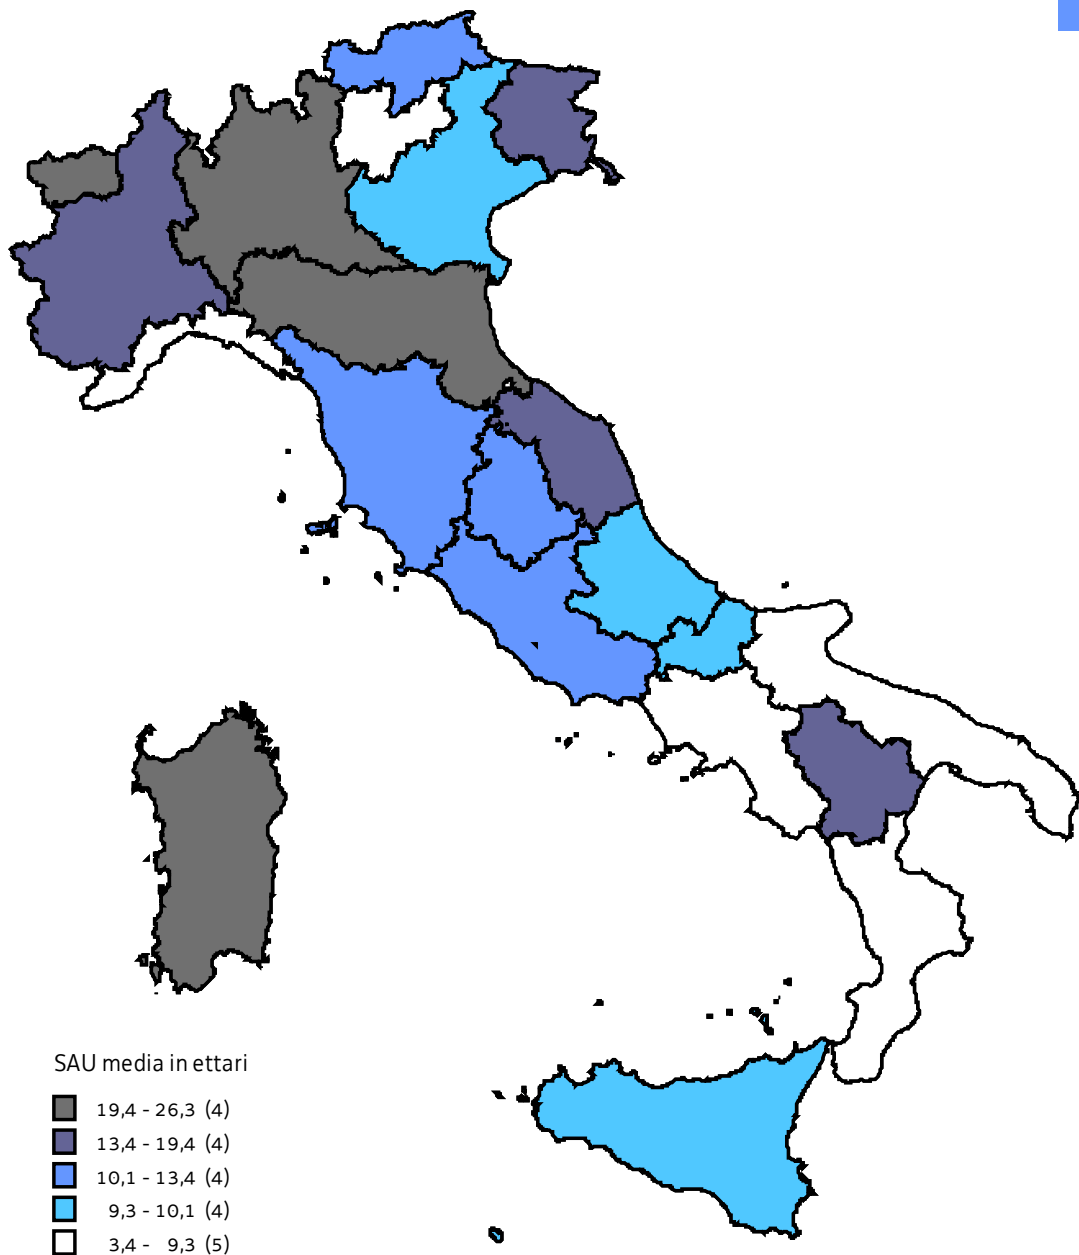 SAU media in ettari
19,4 - 26,3 (4)
13,4 - 19,4 (4)
10,1 - 13,4 (4)
9,3 - 10,1 (4)
3,4 - 9,3 (5)